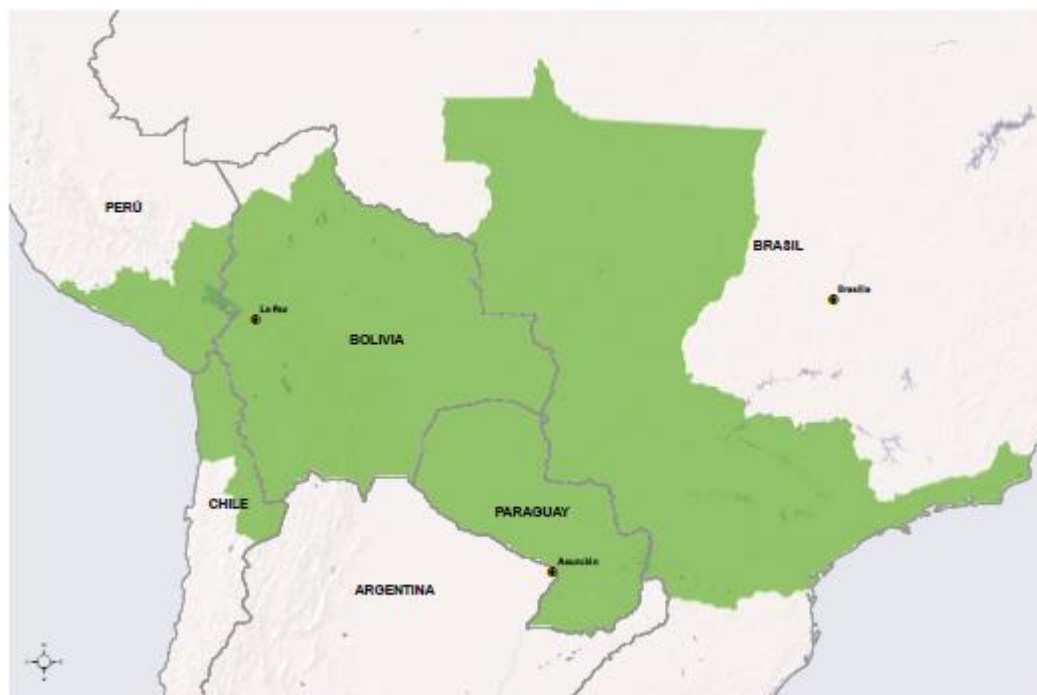 PERÚ
BRASIL
Brasilia
La Paz
BOLIVIA
CHILE
PARAGUAY
Asunción
ARGENTINA